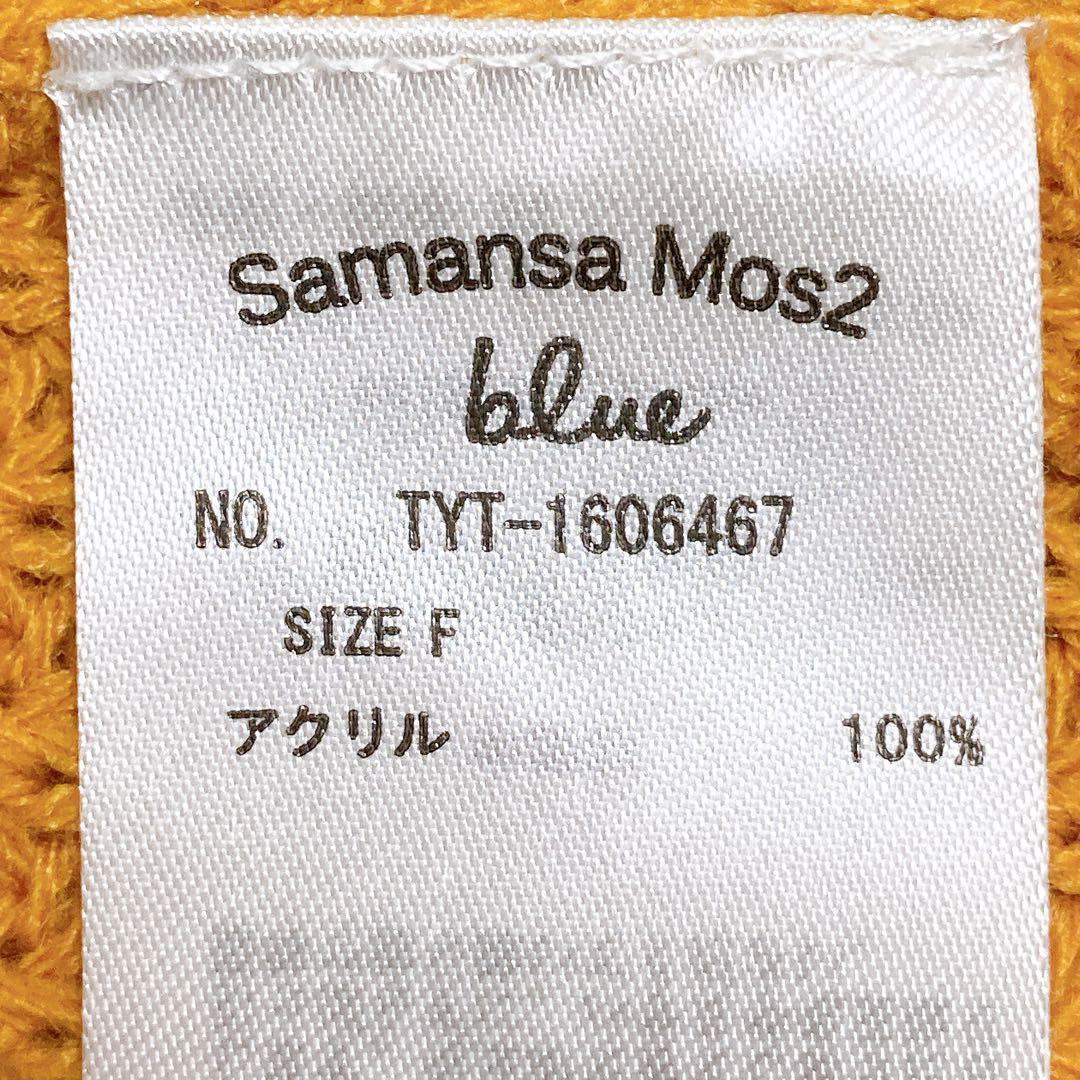 Samansa Mos2
blue
NO. TYT-1606467
SIZE F
アクリル 100%